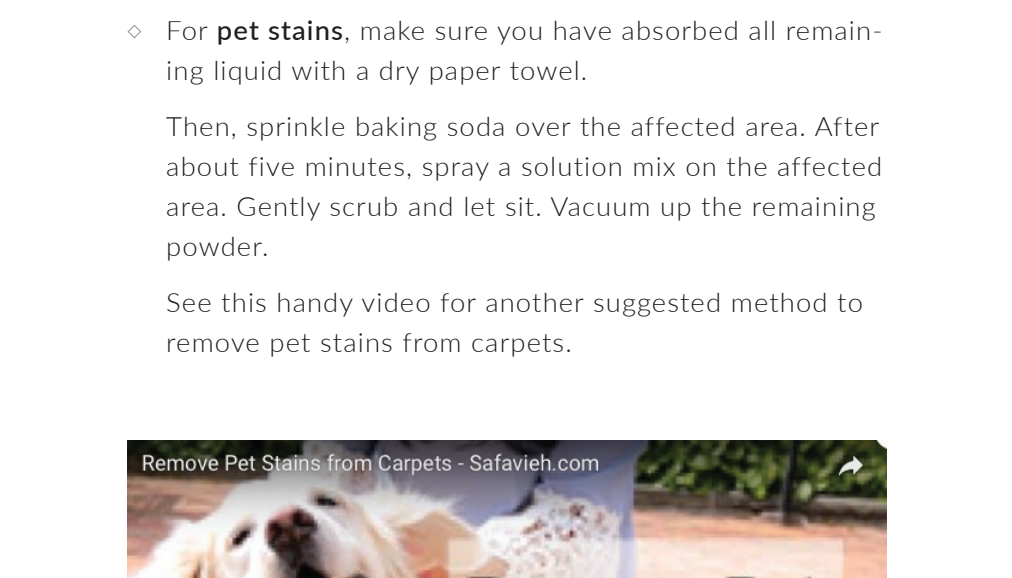 For pet stains, make sure you have absorbed all remain-
ing liquid with a dry paper towel.
Then, sprinkle baking soda over the affected area. After
about five minutes, spray a solution mix on the affected
area. Gently scrub and let sit. Vacuum up the remaining
powder.
See this handy video for another suggested method to
remove pet stains from carpets.
Remove Pet Stains from Carpets - Safavieh.com